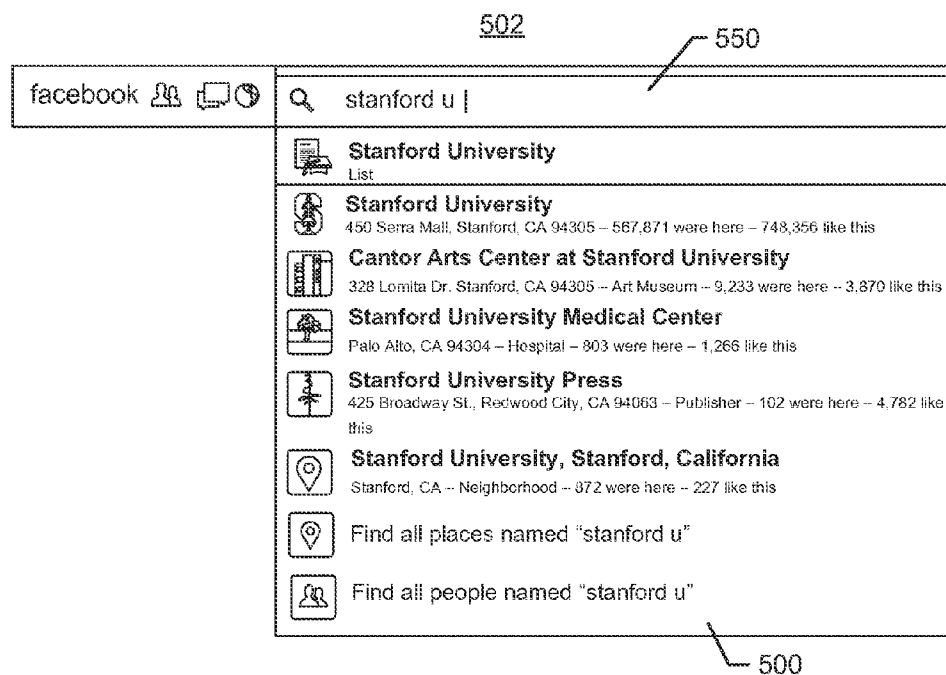 502
550
facebook
stanford u
Stanford University
List
Stanford University
450 Serra Mall, Stanford, CA 94305 – 567,871 were here – 748,356 like this
Cantor Arts Center at Stanford University
328 Lomita Dr. Stanford, CA 94305 – Art Museum – 9,233 were here – 3,870 like this
Stanford University Medical Center
Palo Alto, CA 94304 – Hospital – 803 were here – 1,266 like this
Stanford University Press
425 Broadway St., Redwood City, CA 94063 – Publisher – 102 were here – 4,782 like
this
Stanford University, Stanford, California
Stanford, CA – Neighborhood – 872 were here – 227 like this
Find all places named “stanford u”
Find all people named “stanford u”
500